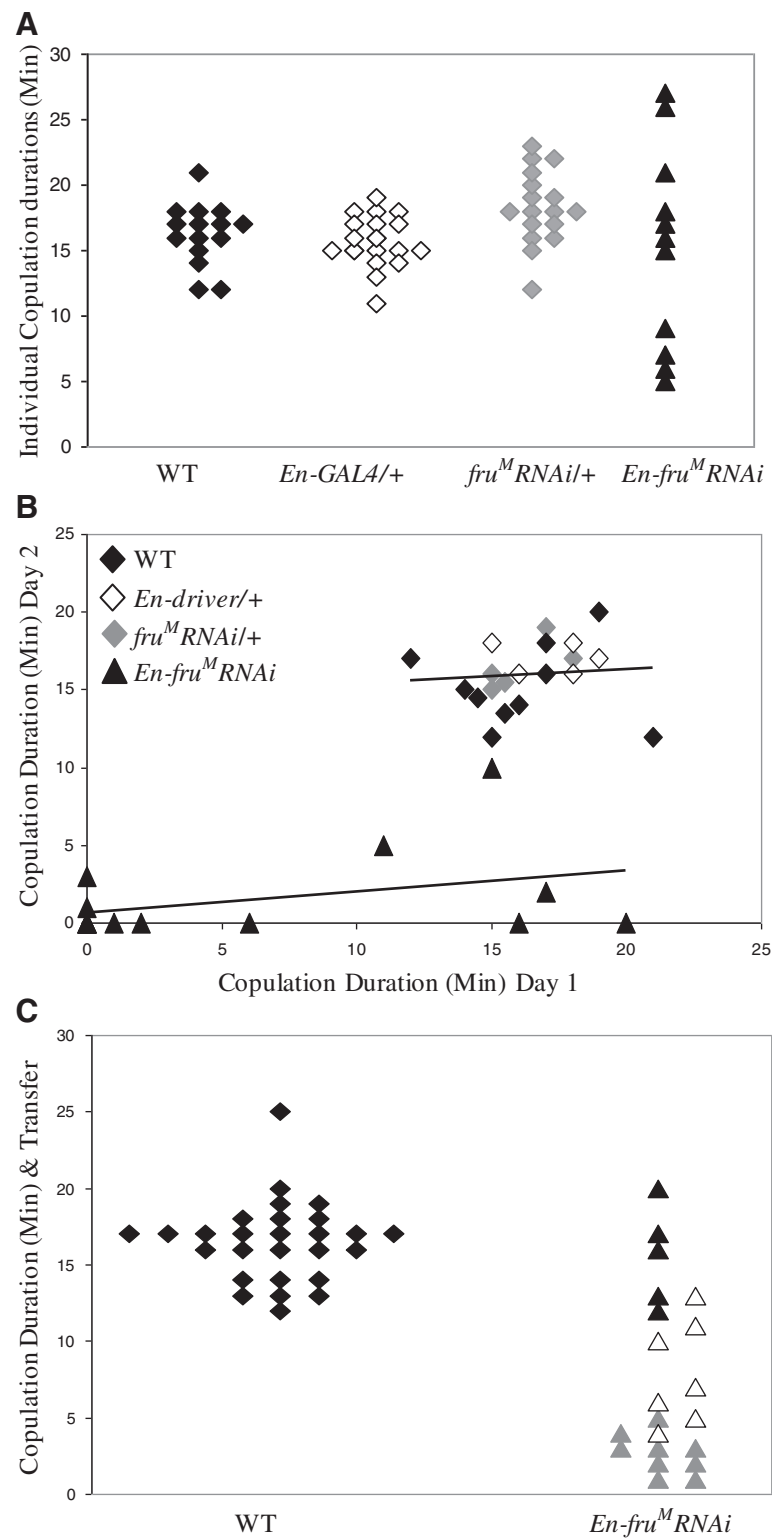 A
Individual Copulation durations (Min)
30
25
20
15
10
5
0
WT En-GAL4/+ fruᴹRNAi/+ En-fruᴹRNAi
B
Copulation Duration (Min) Day 2
25
20
15
10
5
0
WT
En-driver/+
fruᴹRNAi/+
En-fruᴹRNAi
0 5 10 15 20 25
Copulation Duration (Min) Day 1
C
Copulation Duration (Min) & Transfer
30
25
20
15
10
5
0
WT En-fruᴹRNAi